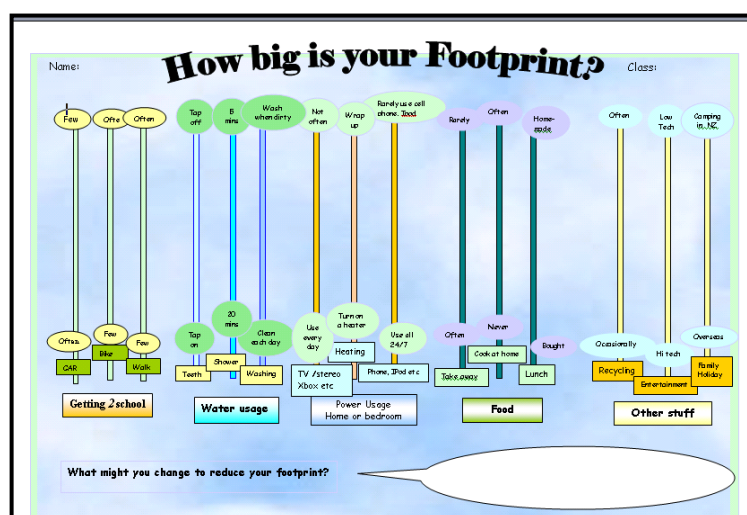 How big is your Footprint?
Name:
Class:
Few
Ofte
Often
Tap
off
5
mins
Wash
when dirty
Not
often
Wrap
up
Rarely use cell
phone. Ipod
Rarely
Often
Home-
made
Often
Low
Tech
Camping
in NZ
Often
Few
Few
CAR
Bike
Walk
Tap
on
20
mins
Clean
each day
Teeth
Shower
Washing
Use
every
day
Turn on
a heater
Use all
24/7
TV /stereo
Xbox etc
Heating
Phone, IPod etc
Often
Never
Bought
Take away
Cook at home
Lunch
Occasionally
Hi tech
Overseas
Recycling
Entertainment
Family
Holiday
Getting 2 school
Water usage
Power Usage
Home or bedroom
Food
Other stuff
What might you change to reduce your footprint?